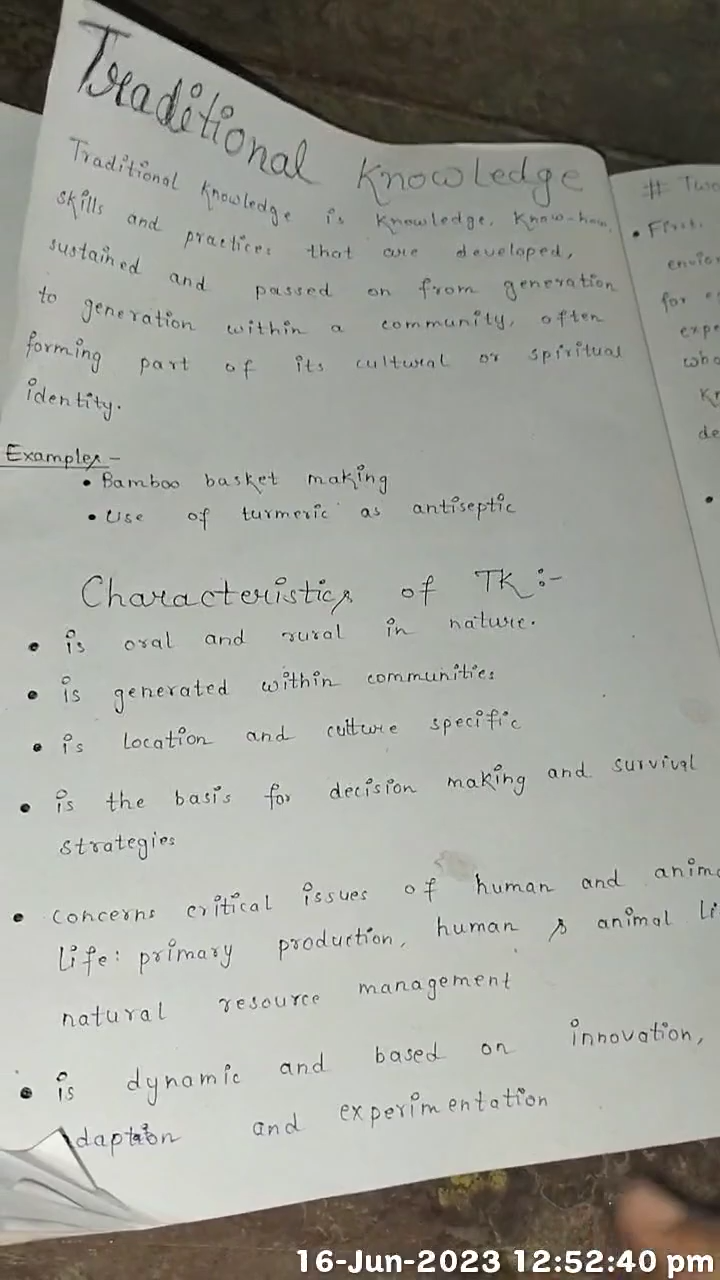 Traditional Knowledge
Traditional knowledge is knowledge, know-how,
skills and practices that are developed,
sustained and passed on from generation
to generation within a community, often
forming part of its cultural or spiritual
identity.
Examples -
• Bamboo basket making
• Use of turmeric as antiseptic
Characteristics of TK :-
• is oral and rural in nature.
• is generated within communities
• is location and culture specific
• is the basis for decision making and survival
strategies
• concerns critical issues of human and anim
life: primary production, human & animal li
natural resource management
• is dynamic and based on innovation,
daption and experimentation
# Two
• First,
for
de
16-Jun-2023 12:52:40 pm